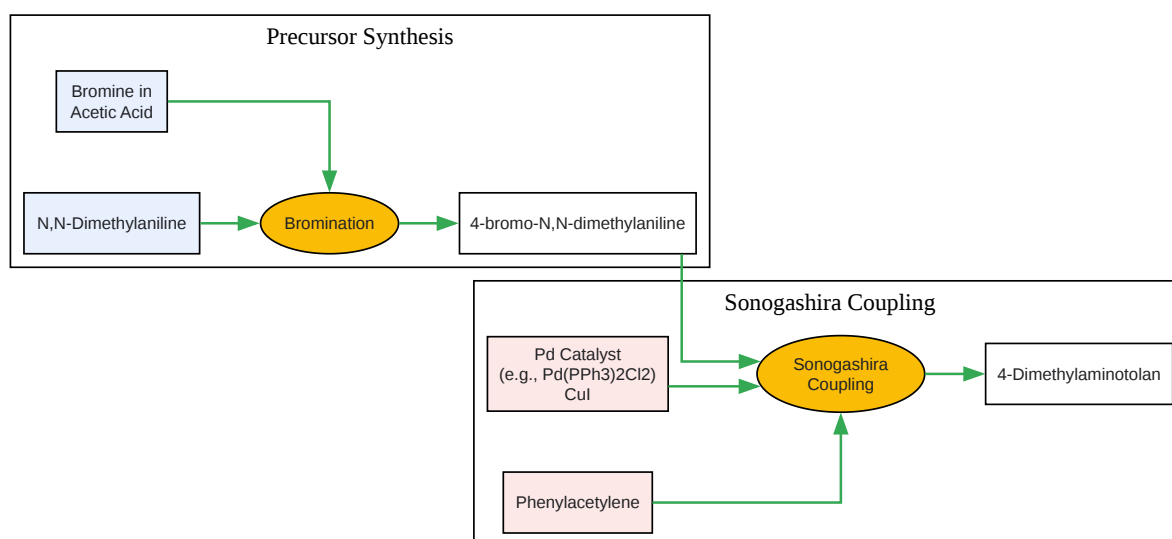 Precursor Synthesis
Bromine in
Acetic Acid
N,N-Dimethylaniline
Bromination
4-bromo-N,N-dimethylaniline
Sonogashira Coupling
Pd Catalyst
(e.g., Pd(PPh3)2Cl2)
CuI
Sonogashira
Coupling
4-Dimethylaminotolan
Phenylacetylene